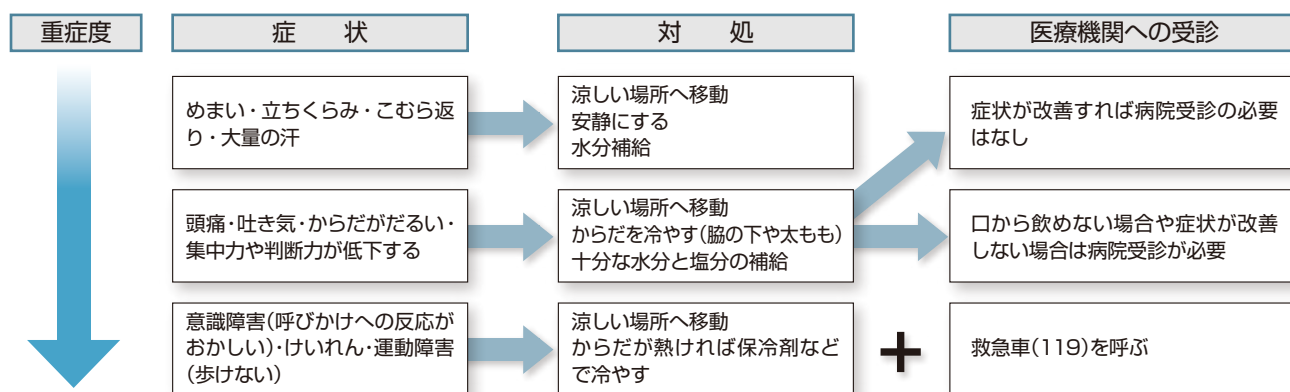 重症度
症　状
対　処
医療機関への受診
めまい・立ちくらみ・こむら返
り・大量の汗
涼しい場所へ移動
安静にする
水分補給
症状が改善すれば病院受診の必要
はなし
頭痛・吐き気・からだがだるい・
集中力や判断力が低下する
涼しい場所へ移動
からだを冷やす（脇の下や太もも）
十分な水分と塩分の補給
口から飲めない場合や症状が改善
しない場合は病院受診が必要
意識障害（呼びかけへの反応が
おかしい）・けいれん・運動障害
（歩けない）
涼しい場所へ移動
からだが熱ければ保冷剤など
で冷やす
+
救急車（119）を呼ぶ